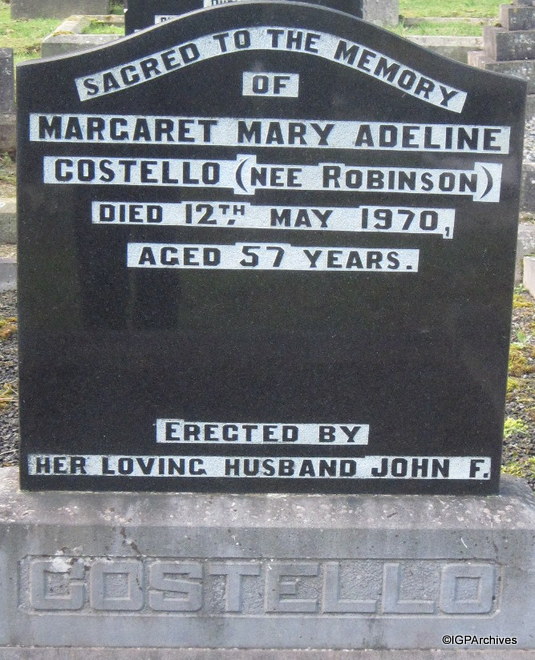 SACRED TO THE MEMORY
OF
MARGARET MARY ADELINE
COSTELLO (NEE ROBINSON)
DIED 12TH MAY 1970,
AGED 57 YEARS.
ERECTED BY
HER LOVING HUSBAND JOHN F.
COSTELLO
©IGPArchives